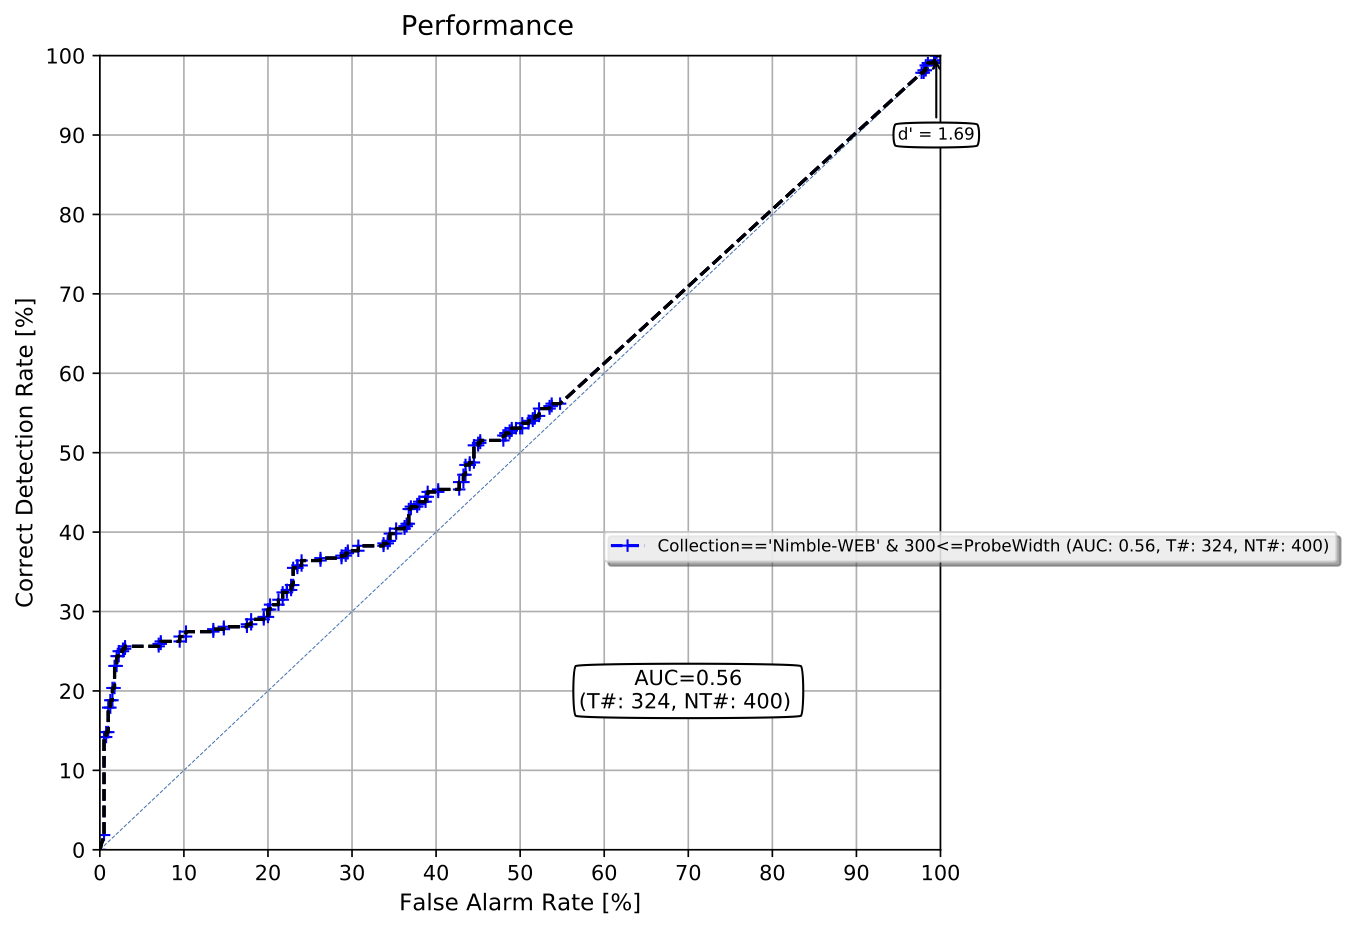 Performance
Correct Detection Rate [%]
100
90
80
70
60
50
40
30
20
10
0
d' = 1.69
Collection=='Nimble-WEB' & 300<=ProbeWidth (AUC: 0.56, T#: 324, NT#: 400)
AUC=0.56
(T#: 324, NT#: 400)
0 10 20 30 40 50 60 70 80 90 100
False Alarm Rate [%]